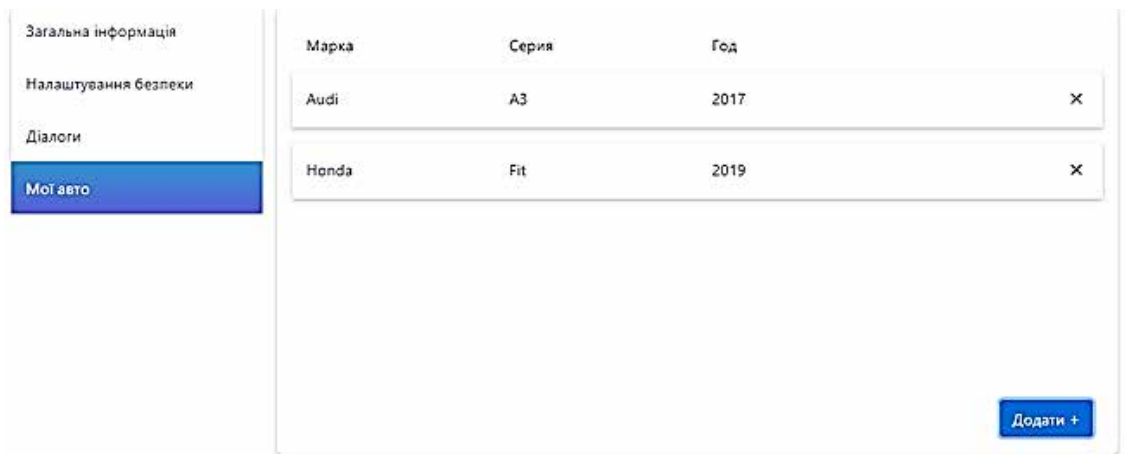 Загальна інформація
Налаштування безпеки
Діалоги
Мої авто
Марка Серия Год
Audi A3 2017 ×
Honda Fit 2019 ×
Додати +